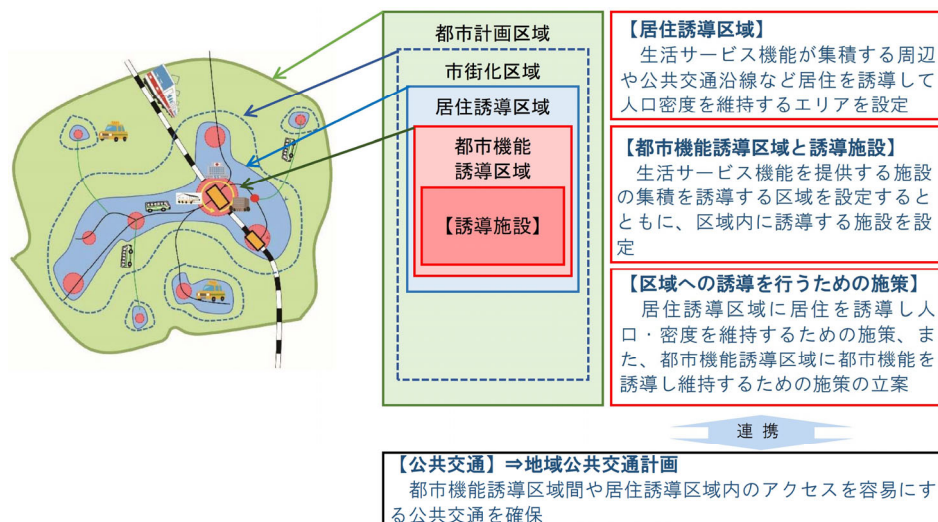 都市計画区域
市街化区域
居住誘導区域
都市機能
誘導区域
【誘導施設】
【居住誘導区域】
生活サービス機能が集積する周辺
や公共交通沿線など居住を誘導して
人口密度を維持するエリアを設定
【都市機能誘導区域と誘導施設】
生活サービス機能を提供する施設
の集積を誘導する区域を設定すると
ともに、区域内に誘導する施設を設
定
【区域への誘導を行うための施策】
居住誘導区域に居住を誘導し人
口・密度を維持するための施策、ま
た、都市機能誘導区域に都市機能を
誘導し維持するための施策の立案
連 携
【公共交通】⇒地域公共交通計画
都市機能誘導区域間や居住誘導区域内のアクセスを容易にす
る公共交通を確保